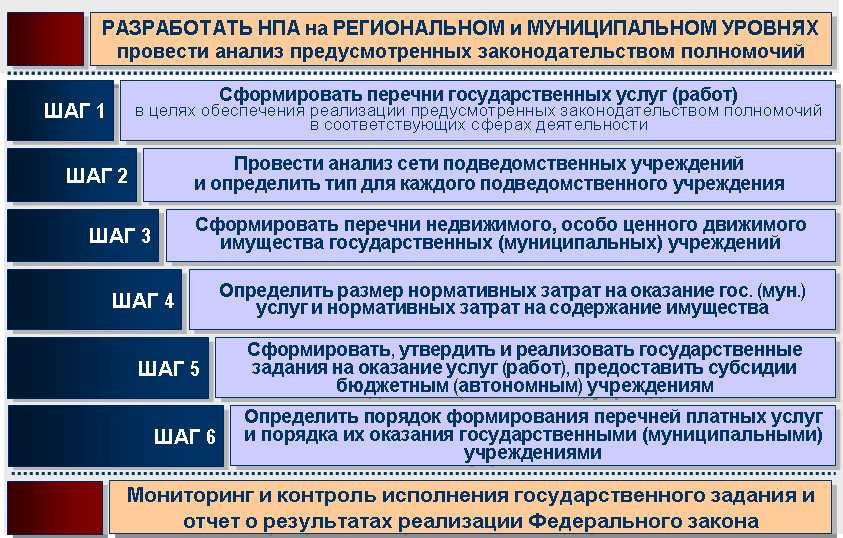 РАЗРАБОТАТЬ НПА на РЕГИОНАЛЬНОМ и МУНИЦИПАЛЬНОМ УРОВНЯХ
провести анализ предусмотренных законодательством полномочий
ШАГ 1
Сформировать перечни государственных услуг (работ)
в целях обеспечения реализации предусмотренных законодательством полномочий
в соответствующих сферах деятельности
ШАГ 2
Провести анализ сети подведомственных учреждений
и определить тип для каждого подведомственного учреждения
ШАГ 3
Сформировать перечни недвижимого, особо ценного движимого
имущества государственных (муниципальных) учреждений
ШАГ 4
Определить размер нормативных затрат на оказание гос. (мун.)
услуг и нормативных затрат на содержание имущества
ШАГ 5
Сформировать, утвердить и реализовать государственные
задания на оказание услуг (работ), предоставить субсидии
бюджетным (автономным) учреждениям
ШАГ 6
Определить порядок формирования перечней платных услуг
и порядка их оказания государственными (муниципальными)
учреждениями
Мониторинг и контроль исполнения государственного задания и
отчет о результатах реализации Федерального закона